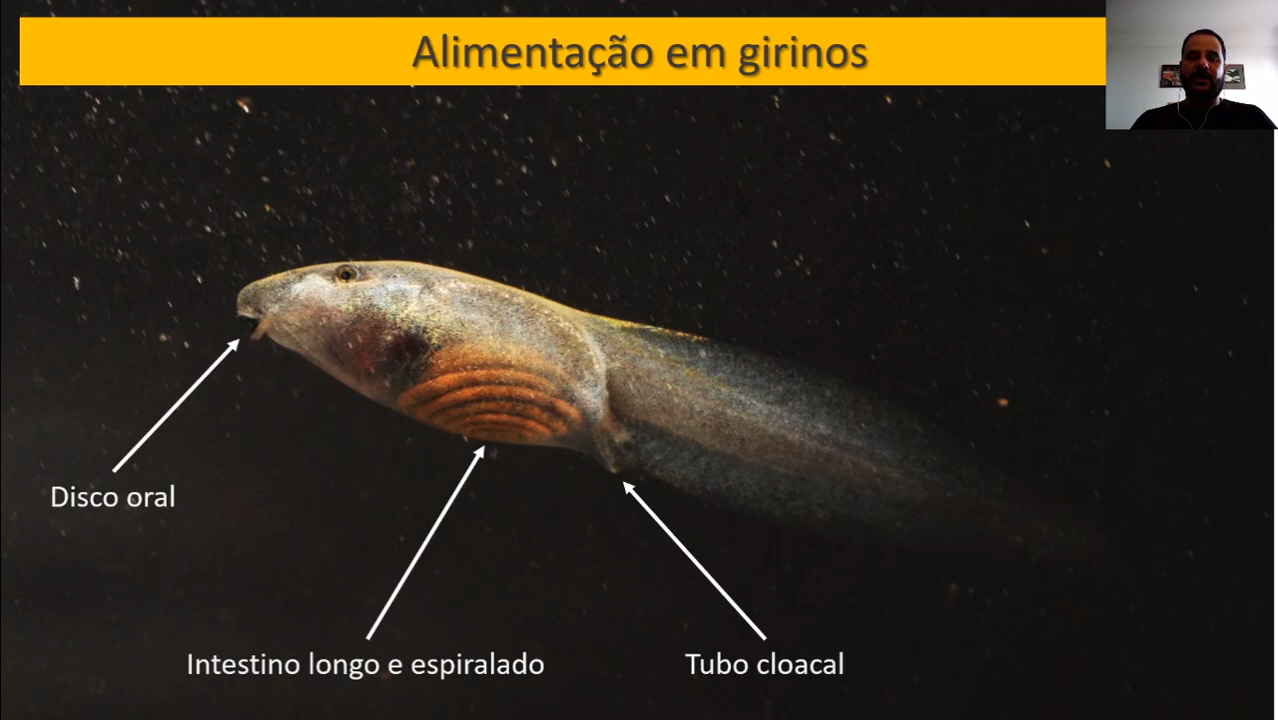 Alimentação em girinos
Disco oral
Intestino longo e espiralado
Tubo cloacal